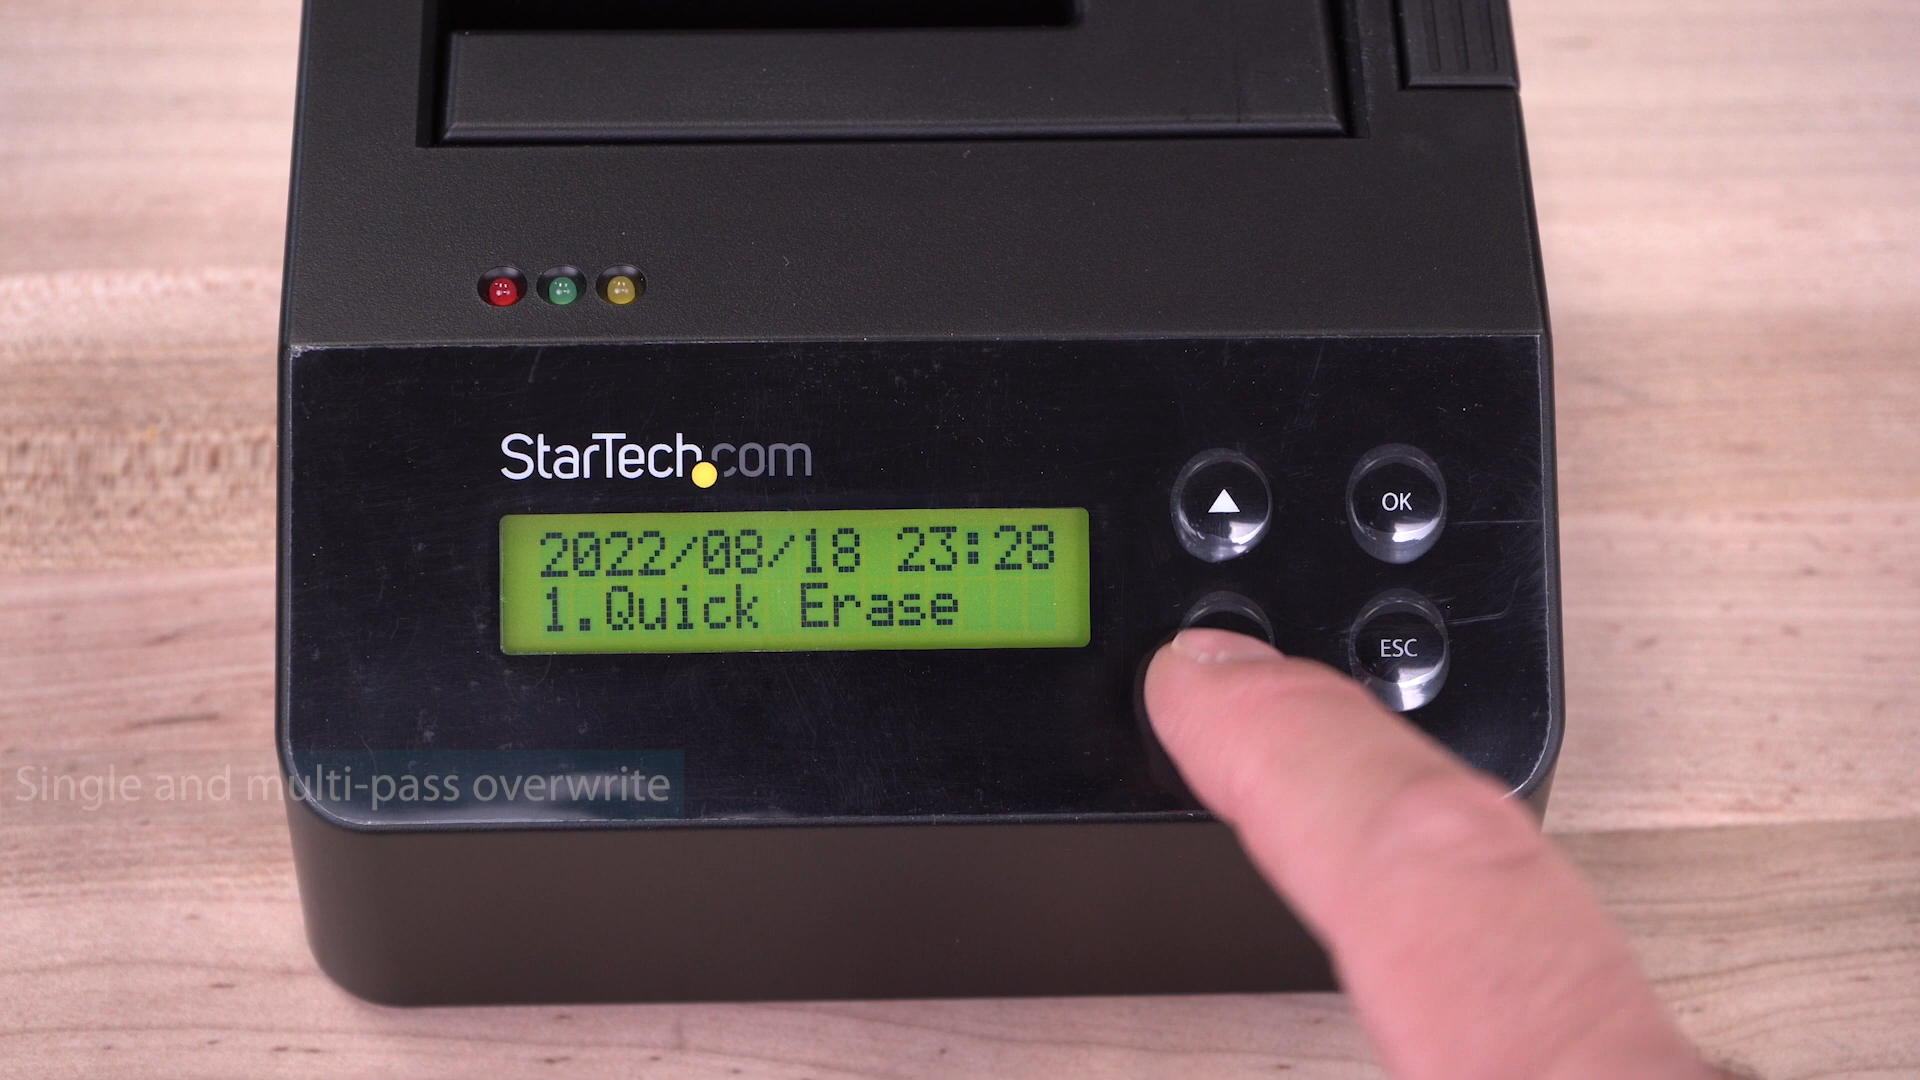 StarTech.com
2022/08/18 23:28
1.Quick Erase
OK
ESC
Single and multi-pass overwrite